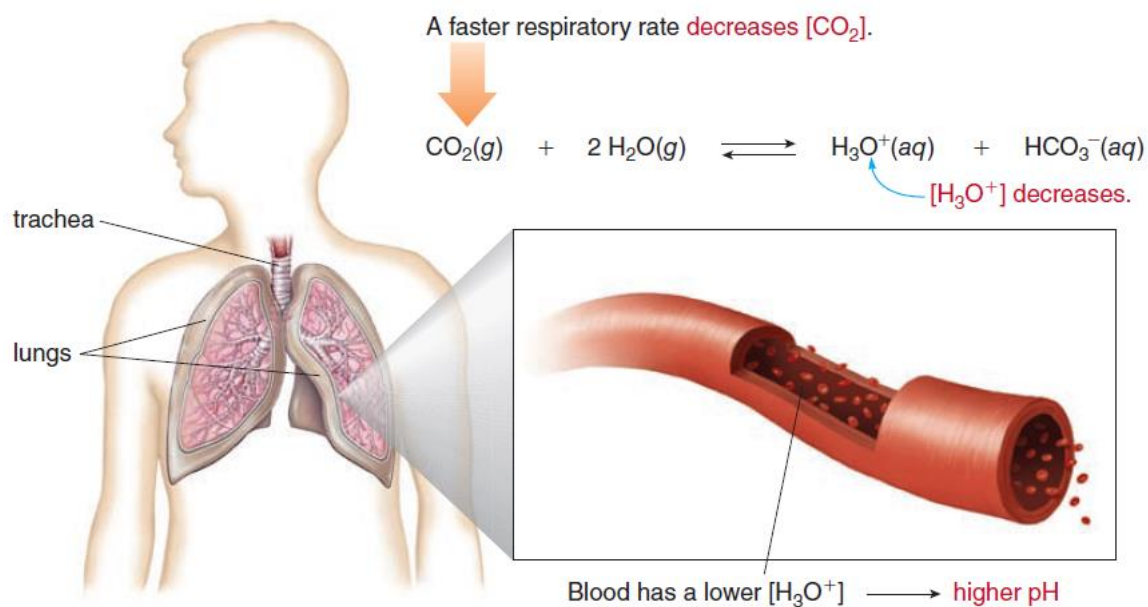 A faster respiratory rate decreases [CO₂].
CO₂(g) + 2 H₂O(g) ⇌ H₃O⁺(aq) + HCO₃⁻(aq)
[H₃O⁺] decreases.
trachea
lungs
Blood has a lower [H₃O⁺] → higher pH